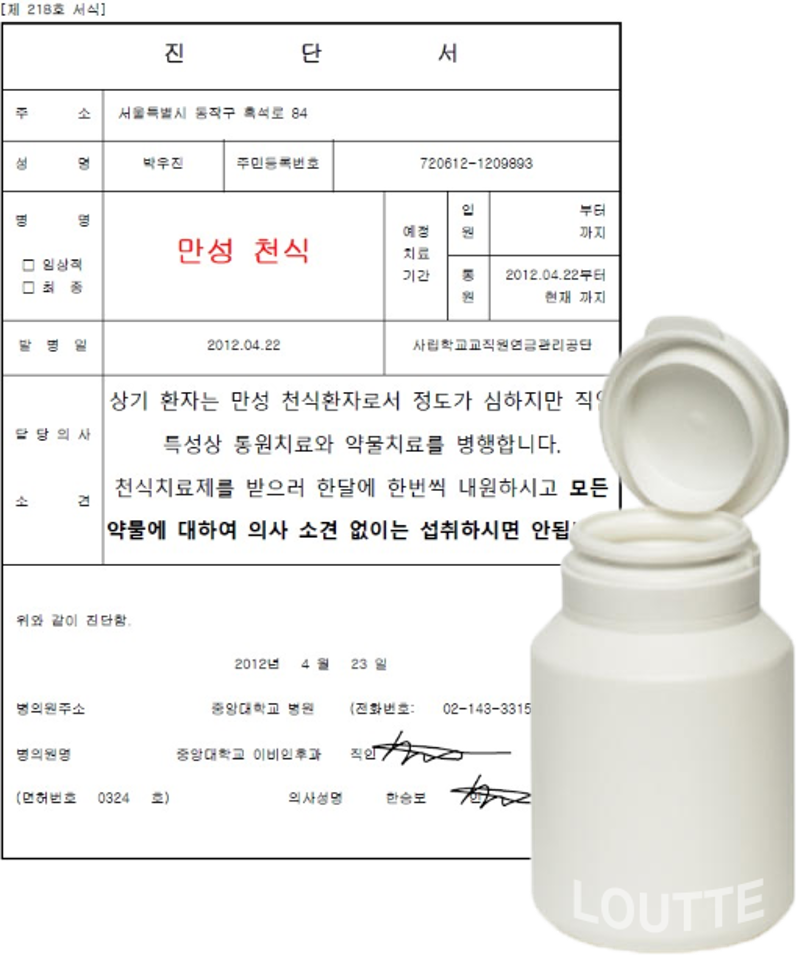 [제 218호 서식]
진 단 서
주 소 서울특별시 동작구 흑석로 84
성 명 박우진 주민등록번호 720612-1209893
병 명
□ 임상적
□ 최 종
만성 천식
예정
치료
기간
입
원
부터
까지
통
원
2012.04.22부터
현재 까지
발 병 일 2012.04.22 사립학교교직원연금관리공단
담 당 의 사
소 견
상기 환자는 만성 천식환자로서 정도가 심하지만
특성상 통원치료와 약물치료를 병행합니다.
천식치료제를 받으러 한달에 한번씩 내원하시고 모든
약물에 대하여 의사 소견 없이는 섭취하시면
위와 같이 진단함.
2012년 4 월 23 일
병의원주소 중앙대학교 병원 (전화번호: 02-143-3315
병의원명 중앙대학교 이비인후과 직인
(면허번호 0324 호) 의사성명 한승보
LOUTTE